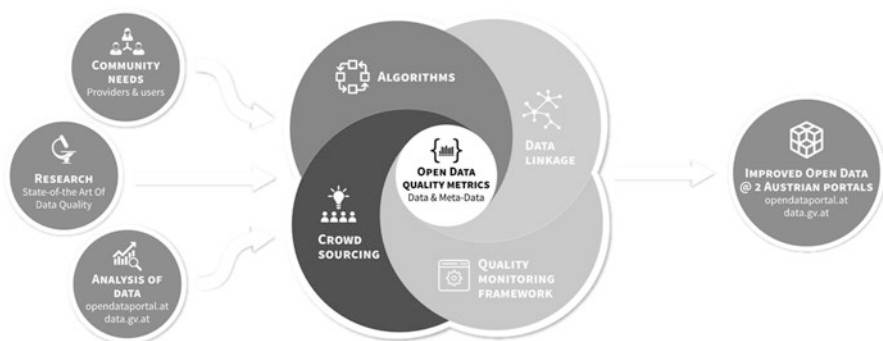 COMMUNITY
NEEDS
Providers & users
RESEARCH
State-of-the Art Of
Data Quality
ANALYSIS OF
DATA
opendataportal.at
data.gv.at
ALGORITHMS
DATA
LINKAGE
OPEN DATA
QUALITY METRICS
Data & Meta-Data
CROWD
SOURCING
QUALITY
MONITORING
FRAMEWORK
IMPROVED OPEN DATA
@ 2 AUSTRIAN PORTALS
opendataportal.at
data.gv.at